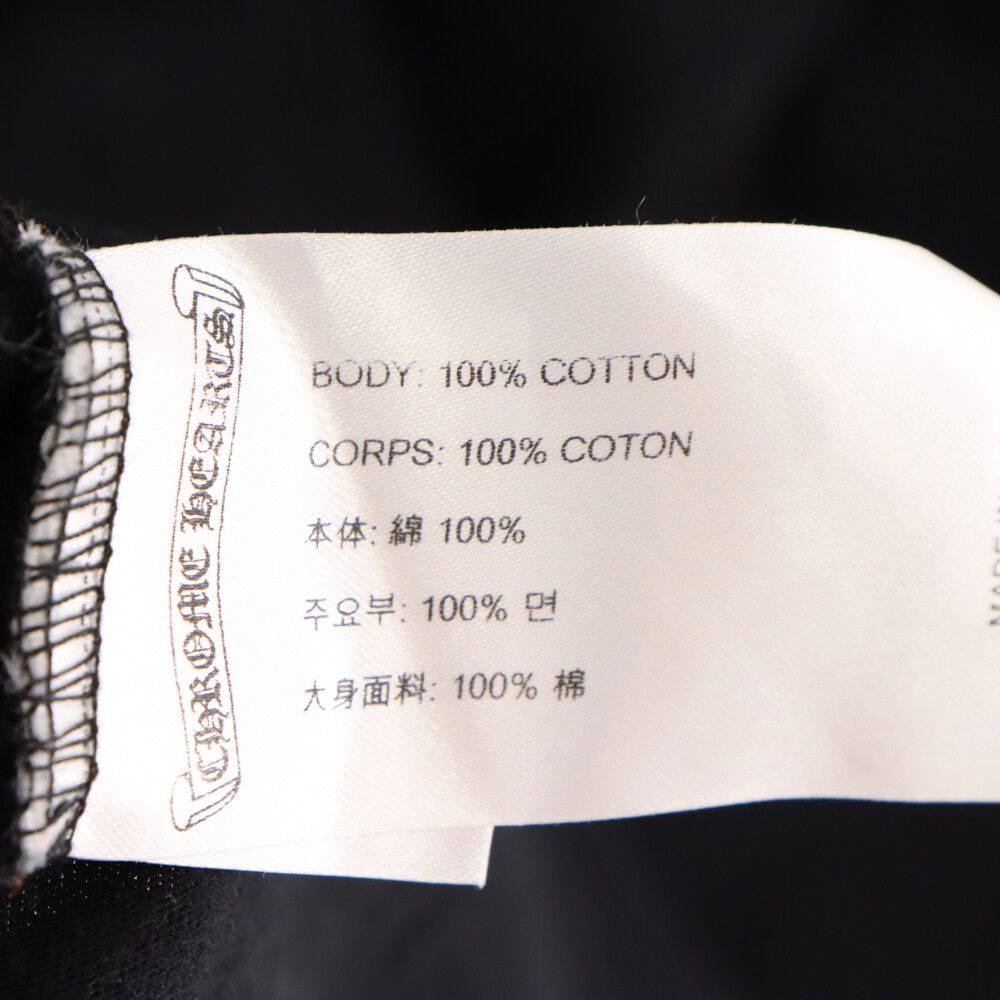 CHROME HEARTS
BODY: 100% COTTON
CORPS: 100% COTON
本体: 綿 100%
주요부: 100% 면
大身面料: 100% 棉